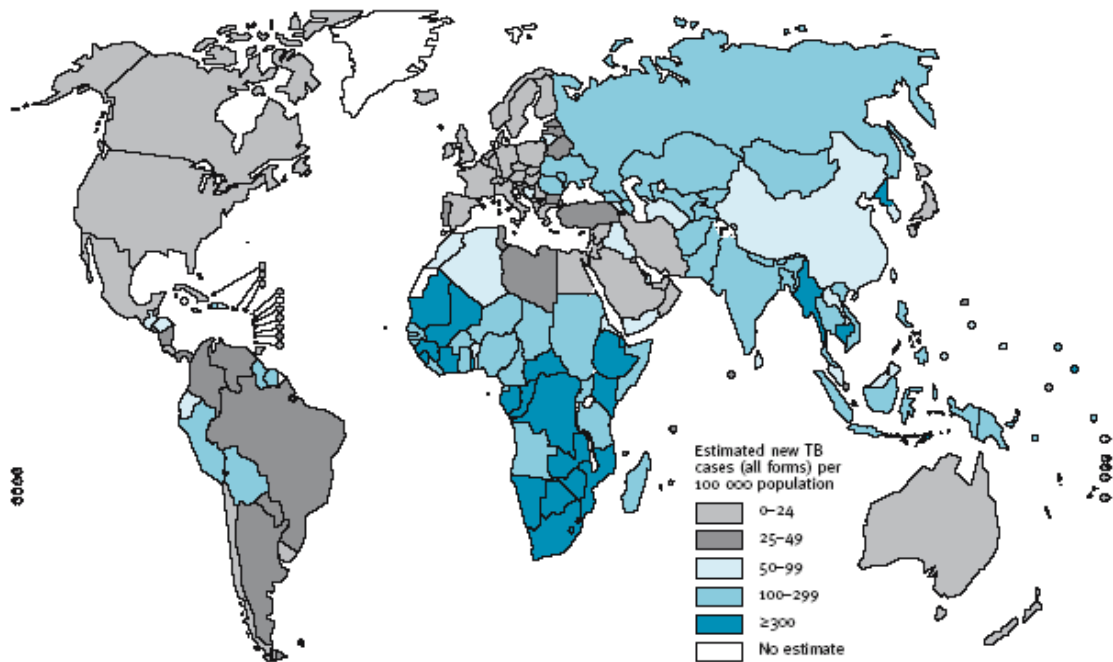 Estimated new TB
cases (all forms) per
100 000 population
0–24
25–49
50–99
100–299
≥300
No estimate